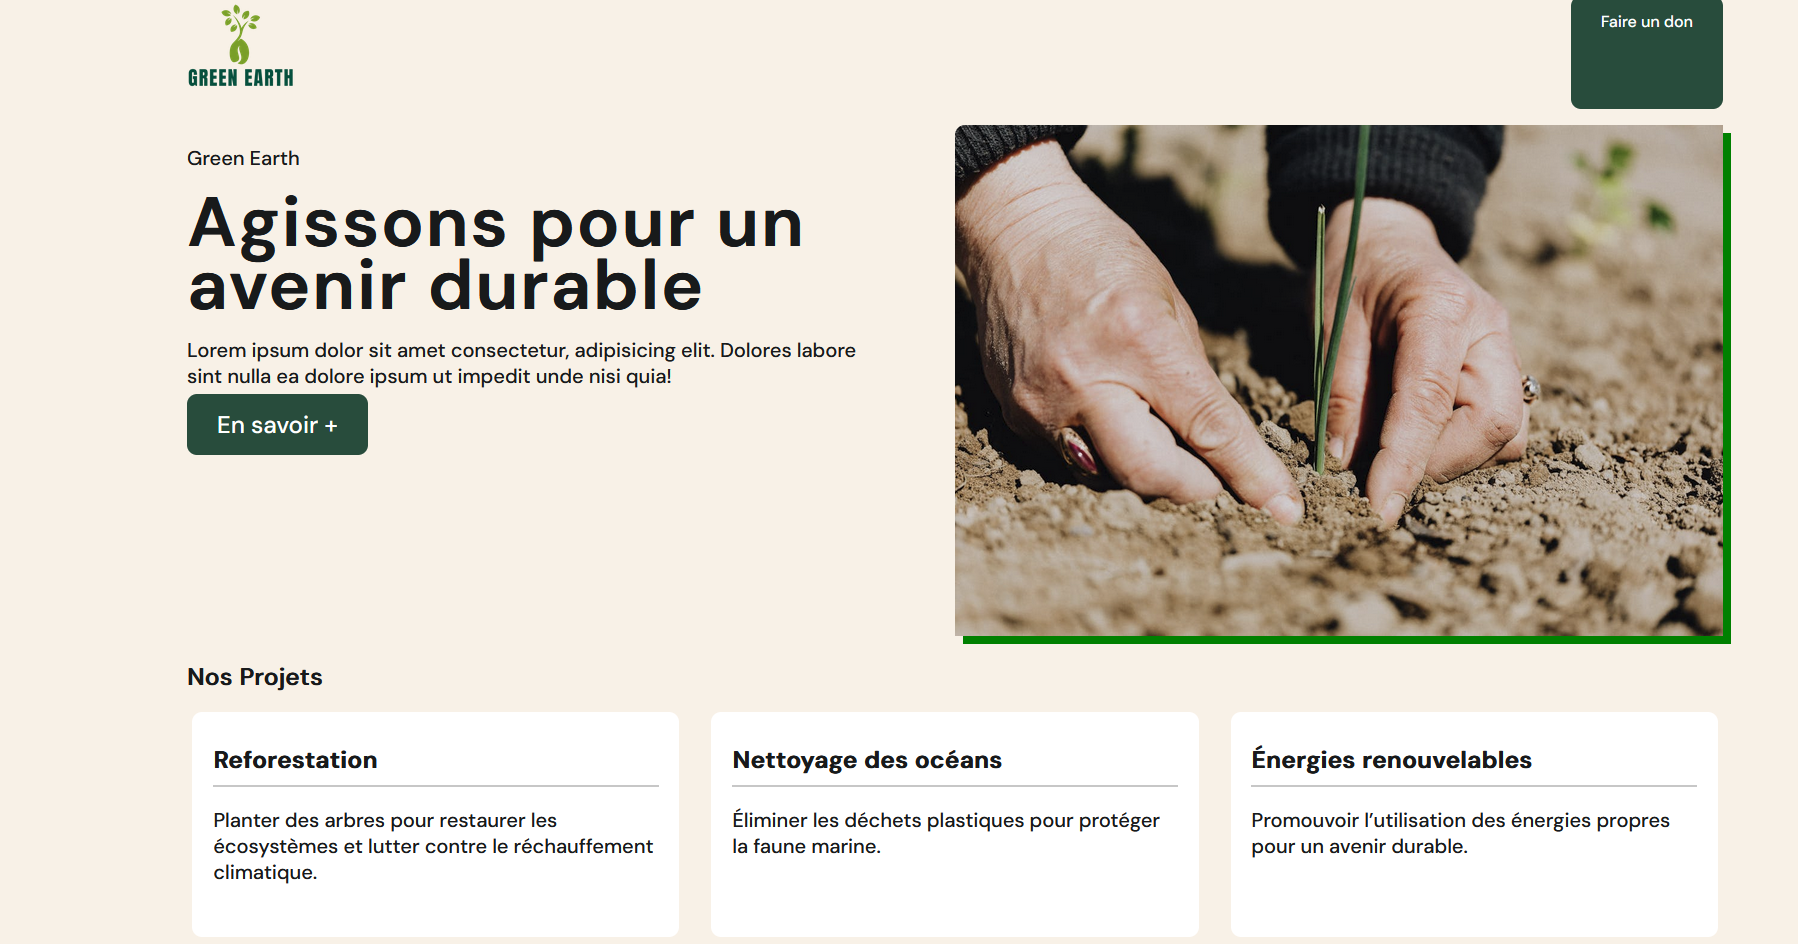 GREEN EARTH
Faire un don
Green Earth
Agissons pour un
avenir durable
Lorem ipsum dolor sit amet consectetur, adipisicing elit. Dolores labore
sint nulla ea dolore ipsum ut impedit unde nisi quia!
En savoir +
Nos Projets
Reforestation
Planter des arbres pour restaurer les
écosystèmes et lutter contre le réchauffement
climatique.
Nettoyage des océans
Éliminer les déchets plastiques pour protéger
la faune marine.
Énergies renouvelables
Promouvoir l’utilisation des énergies propres
pour un avenir durable.